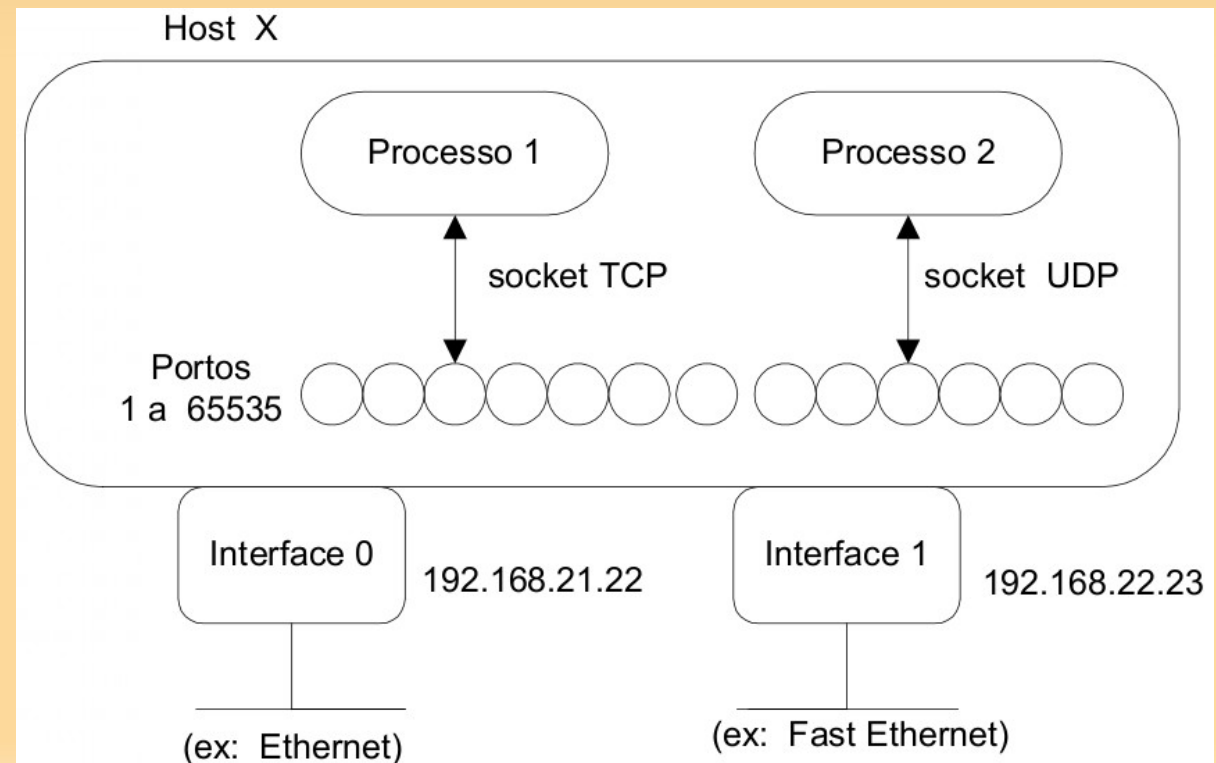 Host X
Processo 1
Processo 2
socket TCP
socket UDP
Portos
1 a 65535
Interface 0
192.168.21.22
Interface 1
192.168.22.23
(ex: Ethernet)
(ex: Fast Ethernet)